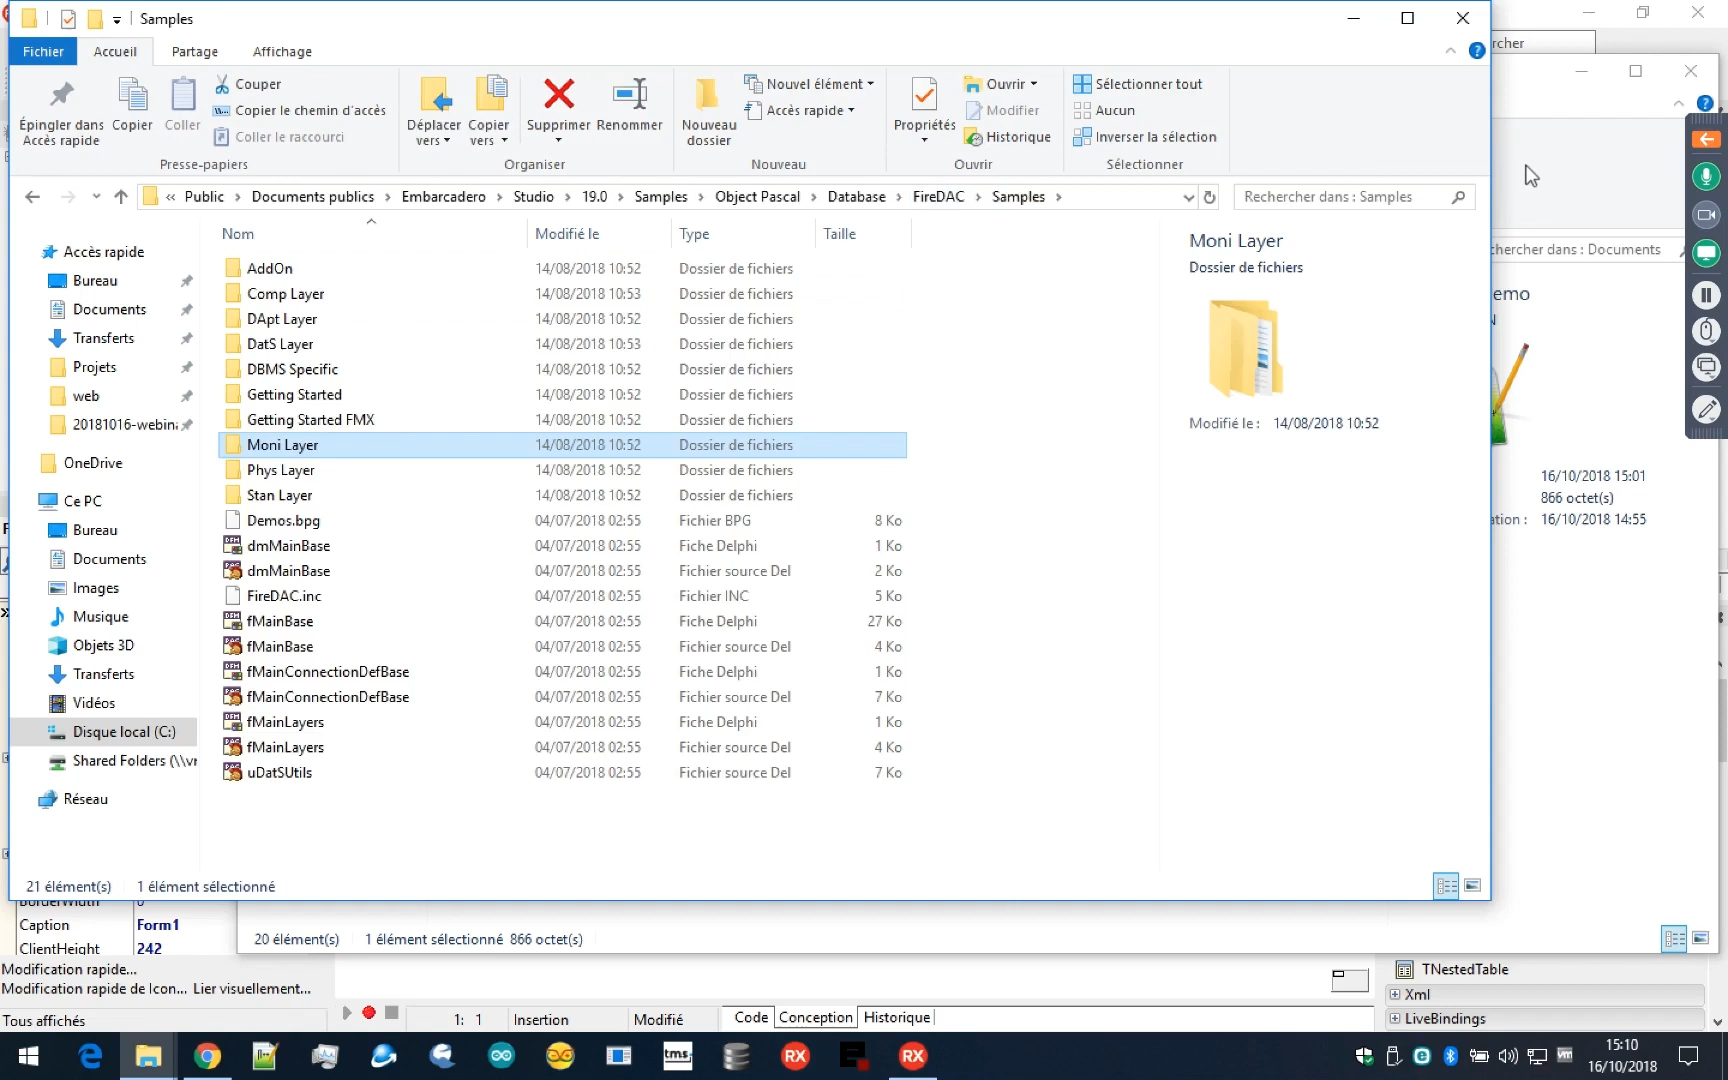 Samples
Fichier
Accueil
Partage
Affichage
rcher
Épingler dans
Accès rapide
Copier
Coller
Couper
Copier le chemin d'accès
Coller le raccourci
Presse-papiers
Déplacer
vers
Copier
vers
Supprimer
Renommer
Organiser
Nouveau
dossier
Nouvel élément
Accès rapide
Nouveau
Propriétés
Ouvrir
Modifier
Historique
Ouvrir
Sélectionner tout
Aucun
Inverser la sélection
Sélectionner
« Public > Documents publics > Embarcadero > Studio > 19.0 > Samples > Object Pascal > Database > FireDAC > Samples >
Rechercher dans : Samples
Nom Modifié le Type Taille
Accès rapide
Bureau
Documents
Transferts
Projets
web
20181016-webin
OneDrive
Ce PC
Bureau
Documents
Images
Musique
Objets 3D
Transferts
Vidéos
Disque local (C:)
Shared Folders (\\vr
Réseau
AddOn 14/08/2018 10:52 Dossier de fichiers
Comp Layer 14/08/2018 10:53 Dossier de fichiers
DApt Layer 14/08/2018 10:52 Dossier de fichiers
DatS Layer 14/08/2018 10:53 Dossier de fichiers
DBMS Specific 14/08/2018 10:52 Dossier de fichiers
Getting Started 14/08/2018 10:52 Dossier de fichiers
Getting Started FMX 14/08/2018 10:52 Dossier de fichiers
Moni Layer 14/08/2018 10:52 Dossier de fichiers
Phys Layer 14/08/2018 10:52 Dossier de fichiers
Stan Layer 14/08/2018 10:52 Dossier de fichiers
Demos.bpg 04/07/2018 02:55 Fichier BPG 8 Ko
dmMainBase 04/07/2018 02:55 Fiche Delphi 1 Ko
dmMainBase 04/07/2018 02:55 Fichier source Del 2 Ko
FireDAC.inc 04/07/2018 02:55 Fichier INC 5 Ko
fMainBase 04/07/2018 02:55 Fiche Delphi 27 Ko
fMainBase 04/07/2018 02:55 Fichier source Del 4 Ko
fMainConnectionDefBase 04/07/2018 02:55 Fiche Delphi 1 Ko
fMainConnectionDefBase 04/07/2018 02:55 Fichier source Del 7 Ko
fMainLayers 04/07/2018 02:55 Fiche Delphi 1 Ko
fMainLayers 04/07/2018 02:55 Fichier source Del 4 Ko
uDatSUtils 04/07/2018 02:55 Fichier source Del 7 Ko
Moni Layer
Dossier de fichiers
Modifié le : 14/08/2018 10:52
chercher dans : Documents
emo
16/10/2018 15:01
866 octet(s)
ation : 16/10/2018 14:55
21 élément(s) 1 élément sélectionné
BorderWidth 0
Caption Form1
ClientHeight 242
20 élément(s) 1 élément sélectionné 866 octet(s)
Modification rapide...
Modification rapide de Icon... Lier visuellement...
Tous affichés
1: 1 Insertion Modifié
Code Conception Historique
TNestedTable
Xml
LiveBindings
tms
RX
RX
vm
15:10
16/10/2018